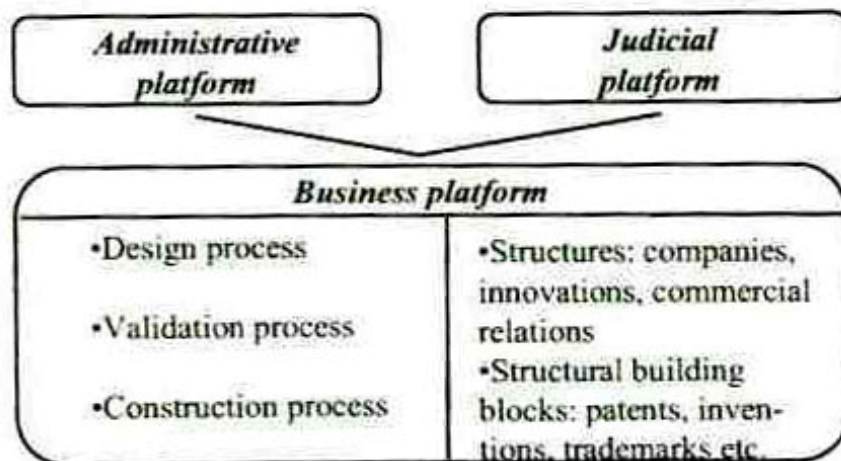 Administrative
platform
Judicial
platform
Business platform
•Design process
•Validation process
•Construction process
•Structures: companies,
innovations, commercial
relations
•Structural building
blocks: patents, inven-
tions, trademarks etc.